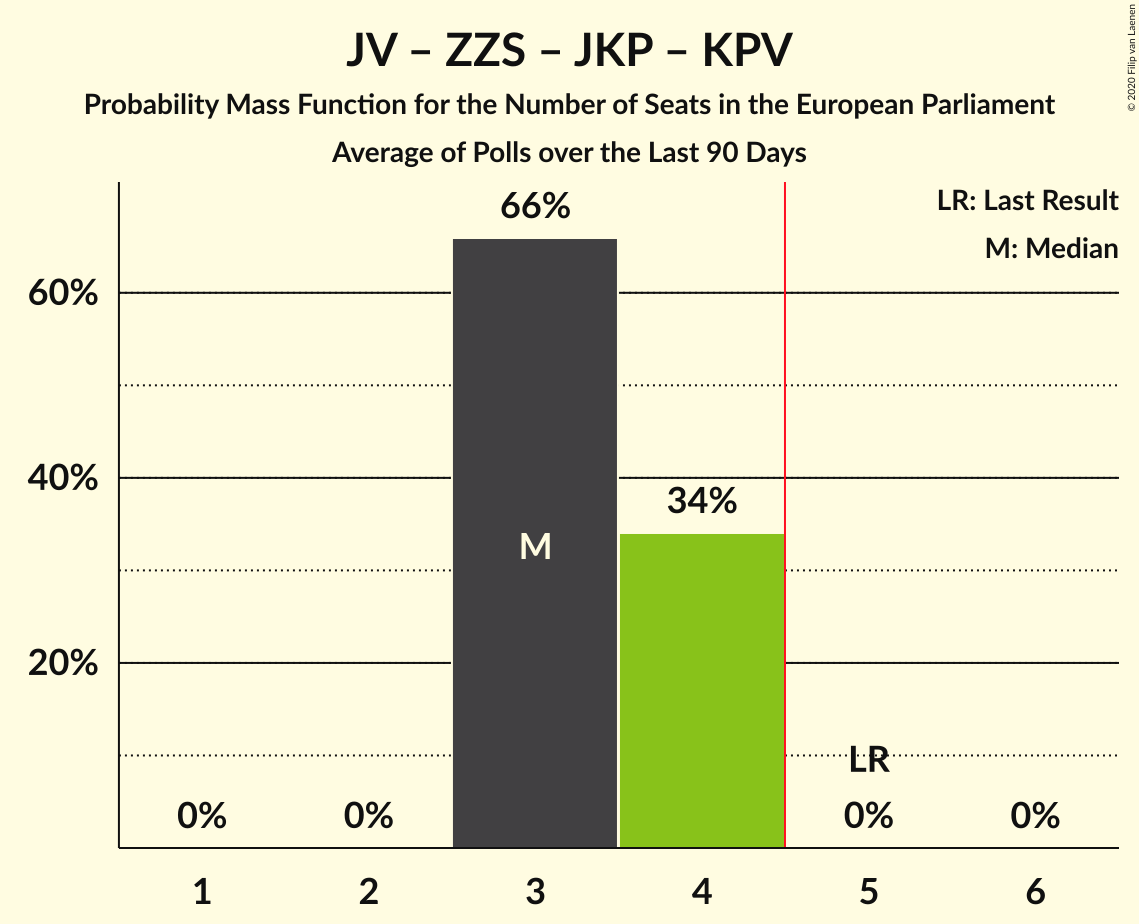 JV – ZZS – JKP – KPV
Probability Mass Function for the Number of Seats in the European Parliament
Average of Polls over the Last 90 Days
© 2020 Filip van Laenen
LR: Last Result
M: Median
66%
60%
40%
34%
M
20%
LR
0%
0%
0%
0%
1
2
3
4
5
6